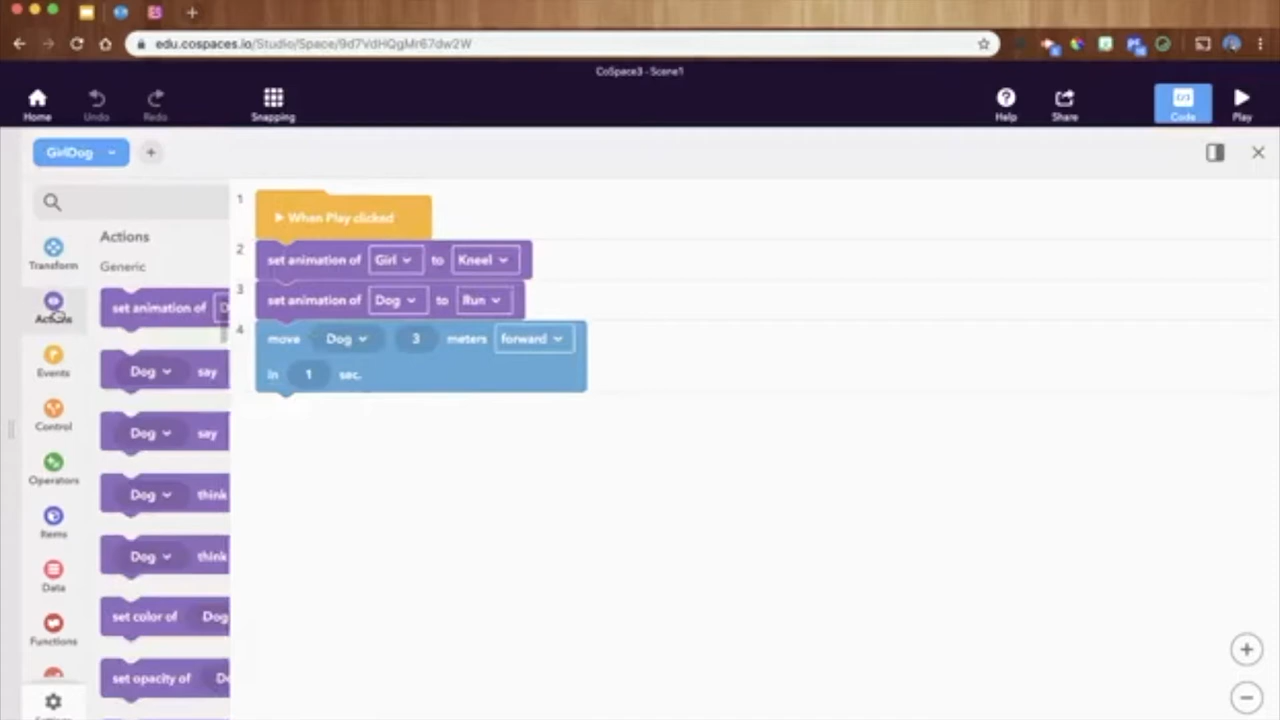 edu.cospaces.io/Studio/Space/9d7VdHQgMr67dw2W
CoSpace3 - Scene1
Home Undo Redo Snapping Help Share Code Play
GirlDog
Transform
Actions
Events
Control
Operators
Items
Data
Functions
Actions
Generic
set animation of
Dog say
Dog say
Dog think
Dog think
set color of Dog
set opacity of
1 When Play clicked
2 set animation of Girl to Kneel
3 set animation of Dog to Run
4 move Dog 3 meters forward
in 1 sec.